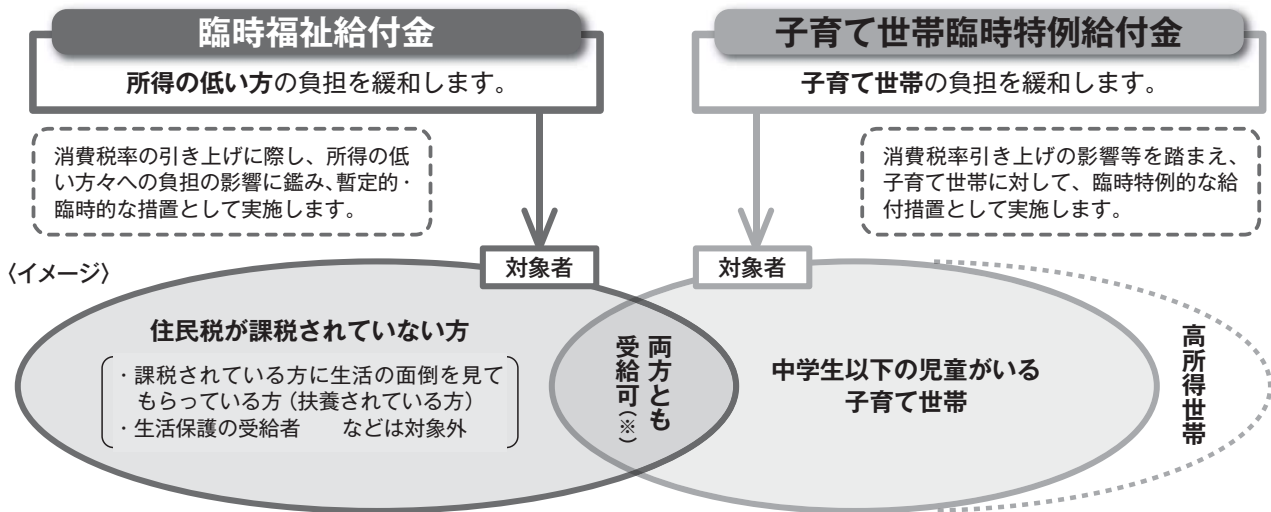 臨時福祉給付金
所得の低い方の負担を緩和します。
消費税率の引き上げに際し、所得の低
い方々への負担の影響に鑑み、暫定的・
臨時的な措置として実施します。
子育て世帯臨時特例給付金
子育て世帯の負担を緩和します。
消費税率引き上げの影響等を踏まえ、
子育て世帯に対して、臨時特例的な給
付措置として実施します。
〈イメージ〉
対象者
対象者
住民税が課税されていない方
・課税されている方に生活の面倒を見て
もらっている方（扶養されている方）
・生活保護の受給者　　などは対象外
両方とも
受給可(※)
中学生以下の児童がいる
子育て世帯
高所得世帯